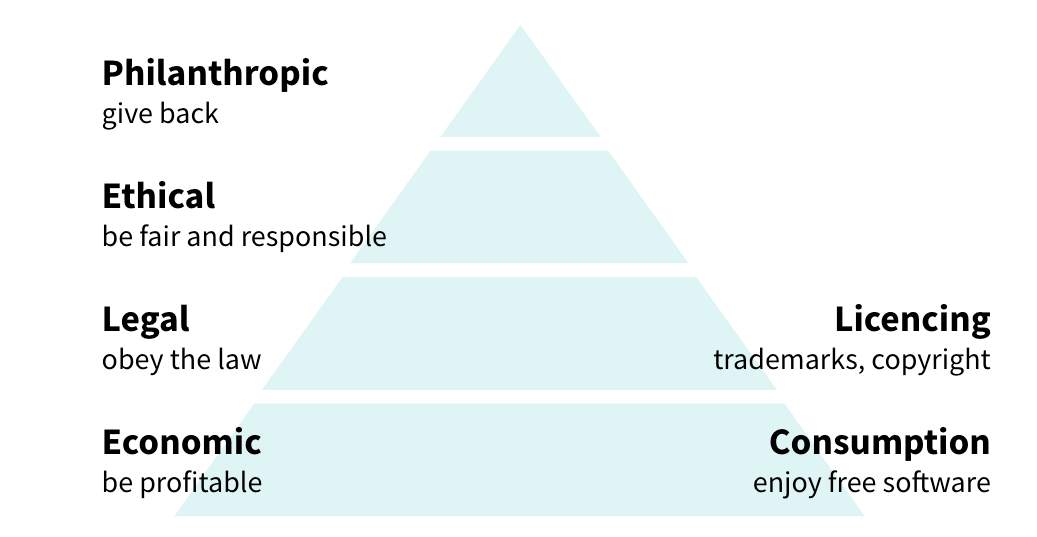 Philanthropic
give back
Ethical
be fair and responsible
Legal
obey the law
Licencing
trademarks, copyright
Economic
be profitable
Consumption
enjoy free software